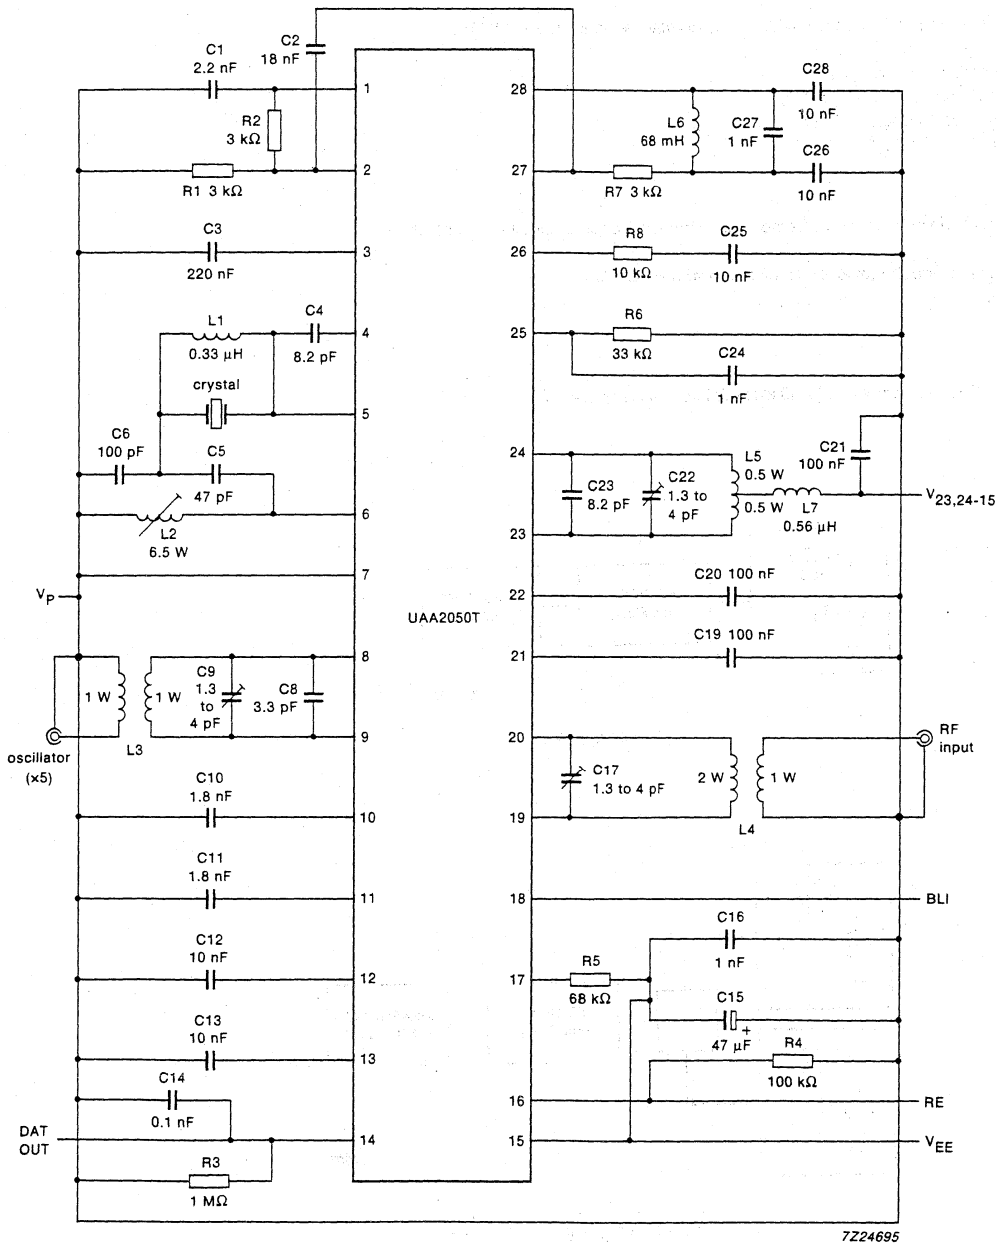 C1
2.2 nF
C2
18 nF
1
R2
3 kΩ
R1 3 kΩ
2
C3
220 nF
3
L1
0.33 μH
C4
8.2 pF
4
crystal
5
C6
100 pF
C5
47 pF
L2
6.5 W
6
7
VP
UAA2050T
8
1 W
1 W
L3
C9
1.3
to
4 pF
C8
3.3 pF
9
oscillator
(x5)
C10
1.8 nF
10
C11
1.8 nF
11
C12
10 nF
12
C13
10 nF
13
C14
0.1 nF
DAT
OUT
14
R3
1 MΩ
28
C28
10 nF
L6
68 mH
C27
1 nF
C26
10 nF
27
R7 3 kΩ
26
R8
10 kΩ
C25
10 nF
25
R6
33 kΩ
C24
1 nF
24
C23
8.2 pF
C22
1.3 to
4 pF
L5
0.5 W
0.5 W
L7
0.56 μH
C21
100 nF
V23,24-15
23
C20 100 nF
22
C19 100 nF
21
20
C17
1.3 to 4 pF
2 W
1 W
L4
RF
input
19
18
BLI
C16
1 nF
17
R5
68 kΩ
C15
+
47 μF
R4
100 kΩ
16
RE
15
VEE
7Z24695